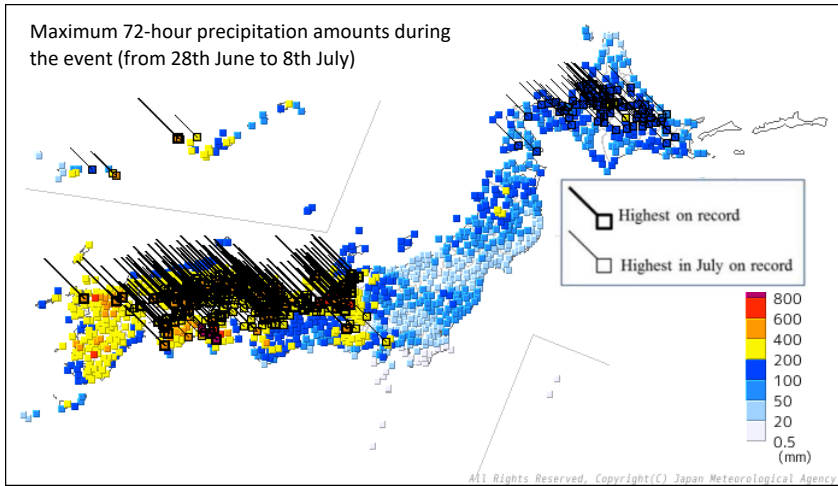 Maximum 72-hour precipitation amounts during
the event (from 28th June to 8th July)
Highest on record
Highest in July on record
800
600
400
200
100
50
20
0.5
(mm)
All Rights Reserved, Copyright(C) Japan Meteorological Agency